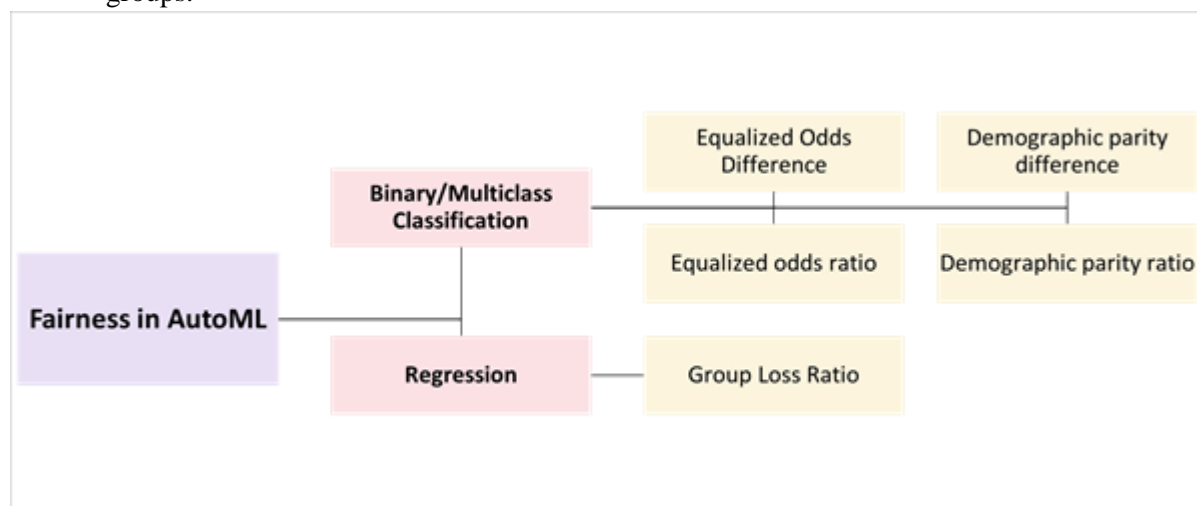 groups.
Equalized Odds
Difference
Demographic parity
difference
Binary/Multiclass
Classification
Equalized odds ratio
Demographic parity ratio
Fairness in AutoML
Regression
Group Loss Ratio